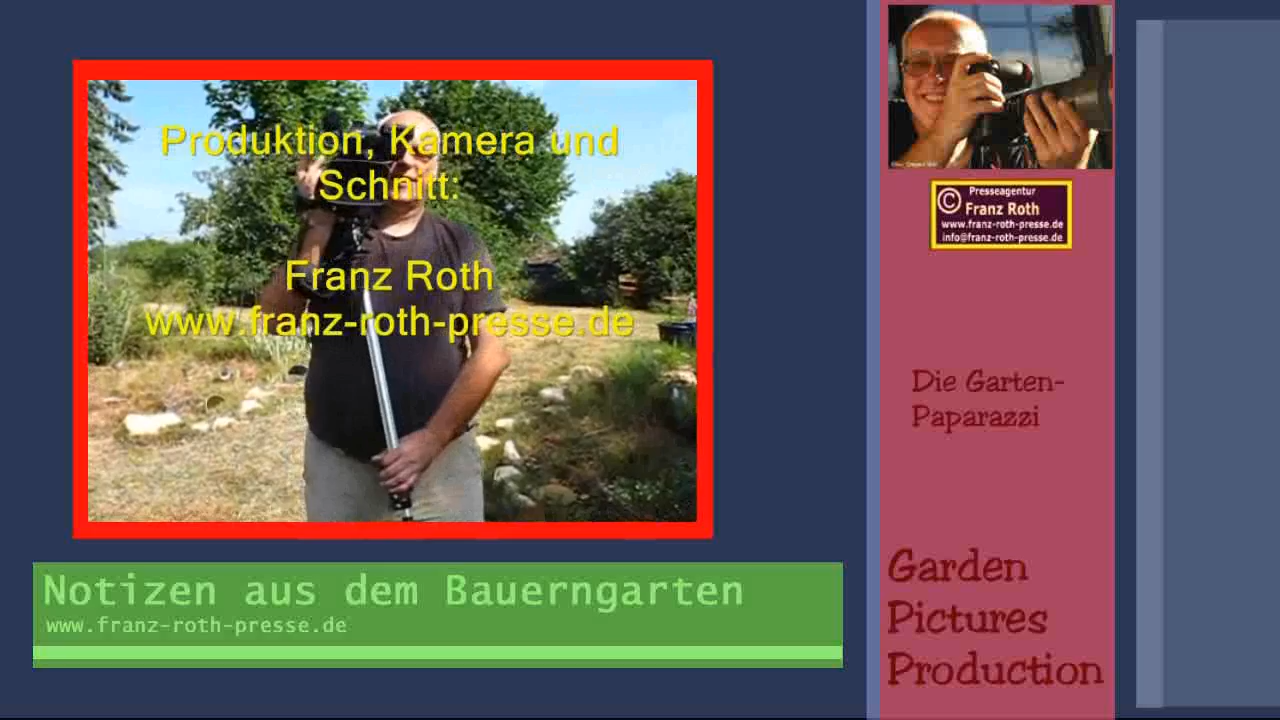 Produktion, Kamera und
Schnitt:
Franz Roth
www.franz-roth-presse.de
Notizen aus dem Bauerngarten
www.franz-roth-presse.de
© Presseagentur
Franz Roth
www.franz-roth-presse.de
info@franz-roth-presse.de
Die Garten-
Paparazzi
Garden
Pictures
Production